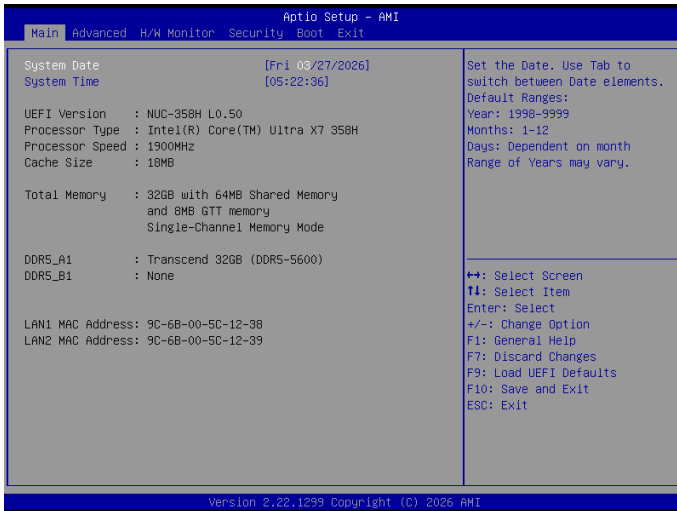 Aptio Setup – AMI
Main Advanced H/W Monitor Security Boot Exit
System Date [Fri 03/27/2026]
System Time [05:22:36]
UEFI Version : NUC-358H L0.50
Processor Type : Intel(R) Core(TM) Ultra X7 358H
Processor Speed : 1900MHz
Cache Size : 18MB
Total Memory : 32GB with 64MB Shared Memory
and 8MB GTT memory
Single-Channel Memory Mode
DDR5_A1 : Transcend 32GB (DDR5-5600)
DDR5_B1 : None
LAN1 MAC Address: 9C-6B-00-5C-12-38
LAN2 MAC Address: 9C-6B-00-5C-12-39
Set the Date. Use Tab to
switch between Date elements.
Default Ranges:
Year: 1998-9999
Months: 1-12
Days: Dependent on month
Range of Years may vary.
↔: Select Screen
↑↓: Select Item
Enter: Select
+/-: Change Option
F1: General Help
F7: Discard Changes
F9: Load UEFI Defaults
F10: Save and Exit
ESC: Exit
Version 2.22.1299 Copyright (C) 2026 AMI